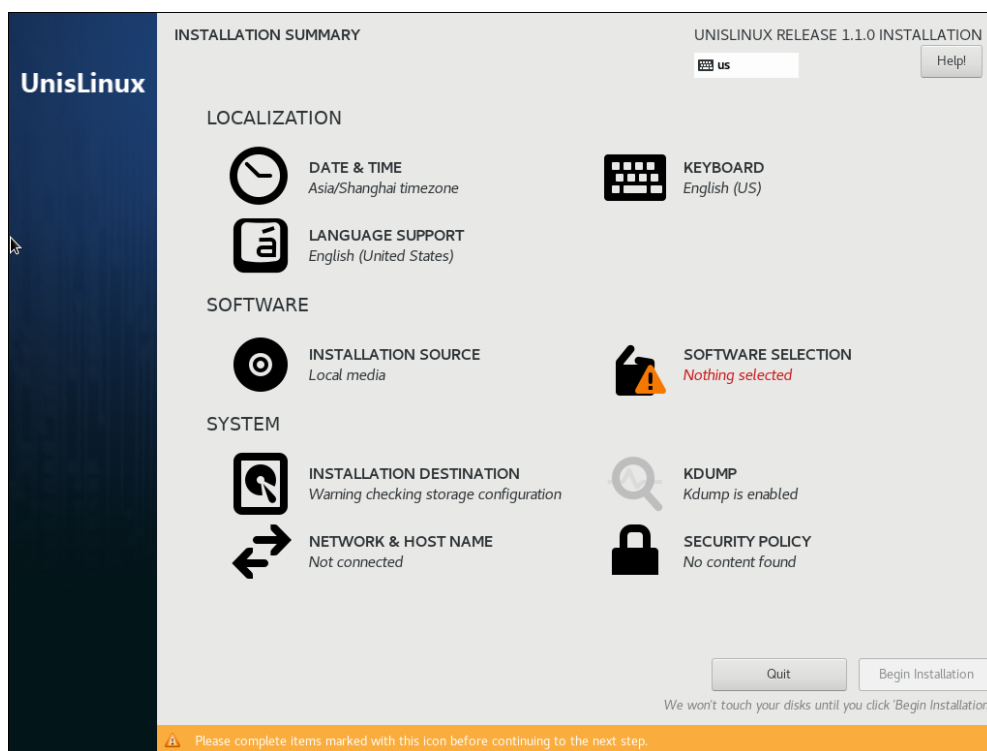 INSTALLATION SUMMARY
UNISLINUX RELEASE 1.1.0 INSTALLATION
us
Help!
UnisLinux
LOCALIZATION
DATE & TIME
Asia/Shanghai timezone
KEYBOARD
English (US)
á
LANGUAGE SUPPORT
English (United States)
SOFTWARE
INSTALLATION SOURCE
Local media
SOFTWARE SELECTION
Nothing selected
SYSTEM
INSTALLATION DESTINATION
Warning checking storage configuration
KDUMP
Kdump is enabled
NETWORK & HOST NAME
Not connected
SECURITY POLICY
No content found
Quit
Begin Installation
We won't touch your disks until you click 'Begin Installation
Please complete items marked with this icon before continuing to the next step.